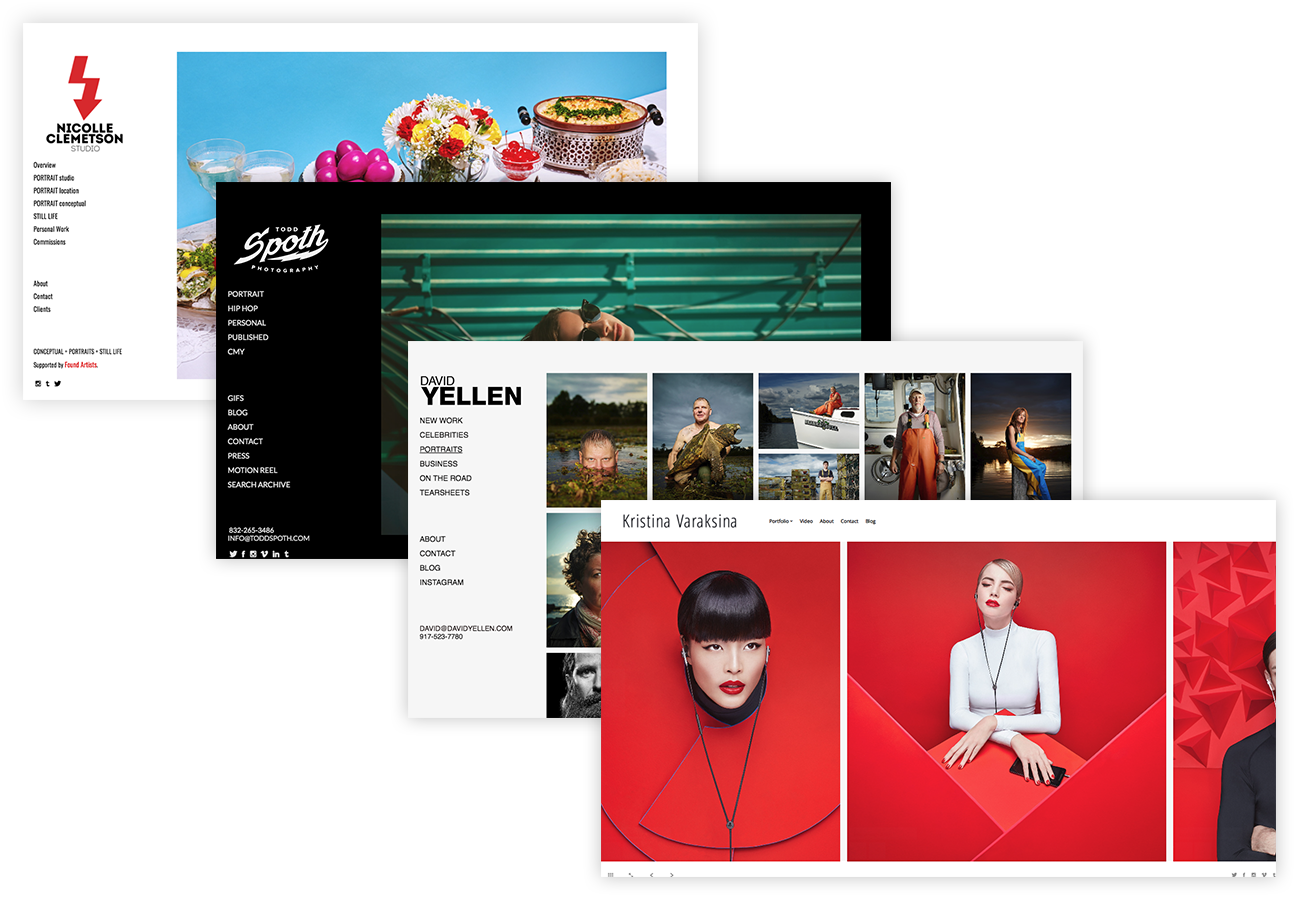 NICOLLE
CLEMETSON
STUDIO
Overview
PORTRAIT studio
PORTRAIT location
PORTRAIT conceptual
STILL LIFE
Personal Work
Commissions
About
Contact
Clients
CONCEPTUAL + PORTRAITS + STILL LIFE
Supported by Found Artists.
TODD
Spoth
PHOTOGRAPHY
PORTRAIT
HIP HOP
PERSONAL
PUBLISHED
CMY
GIFS
BLOG
ABOUT
CONTACT
PRESS
MOTION REEL
SEARCH ARCHIVE
832-265-3486
INFO@TODDSPOTH.COM
DAVID
YELLEN
NEW WORK
CELEBRITIES
PORTRAITS
BUSINESS
ON THE ROAD
TEARSHEETS
ABOUT
CONTACT
BLOG
INSTAGRAM
DAVID@DAVIDYELLEN.COM
917-523-7780
Kristina Varaksina
Portfolio Video About Contact Blog